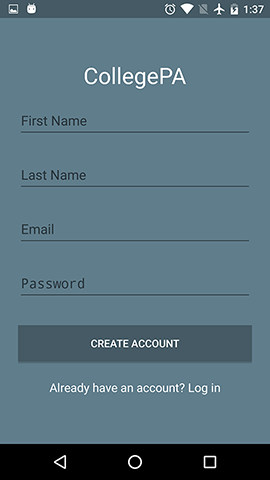 1:37
CollegePA
First Name
Last Name
Email
Password
CREATE ACCOUNT
Already have an account? Log in